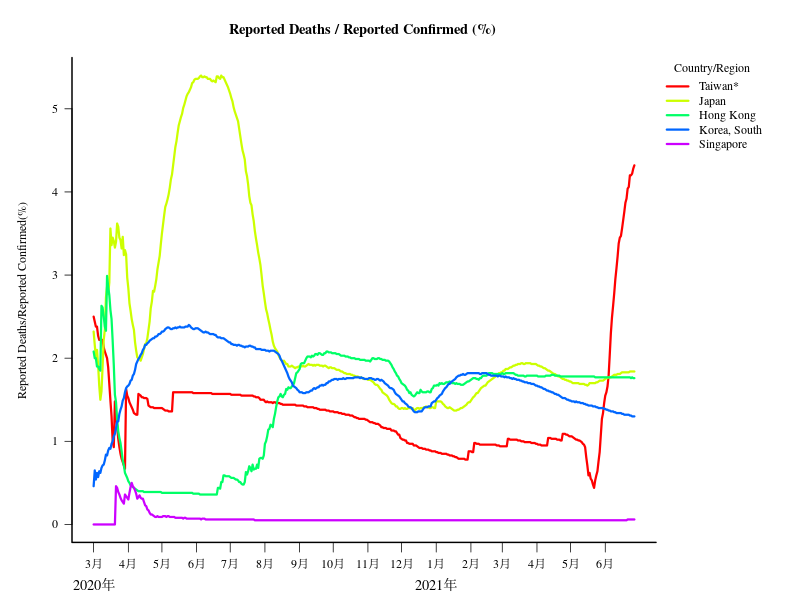 Reported Deaths / Reported Confirmed (%)
Country/Region
Taiwan*
Japan
Hong Kong
Korea, South
Singapore
Reported Deaths/Reported Confirmed(%)
5
4
3
2
1
0
3月 4月 5月 6月 7月 8月 9月 10月 11月 12月 1月 2月 3月 4月 5月 6月
2020年 2021年